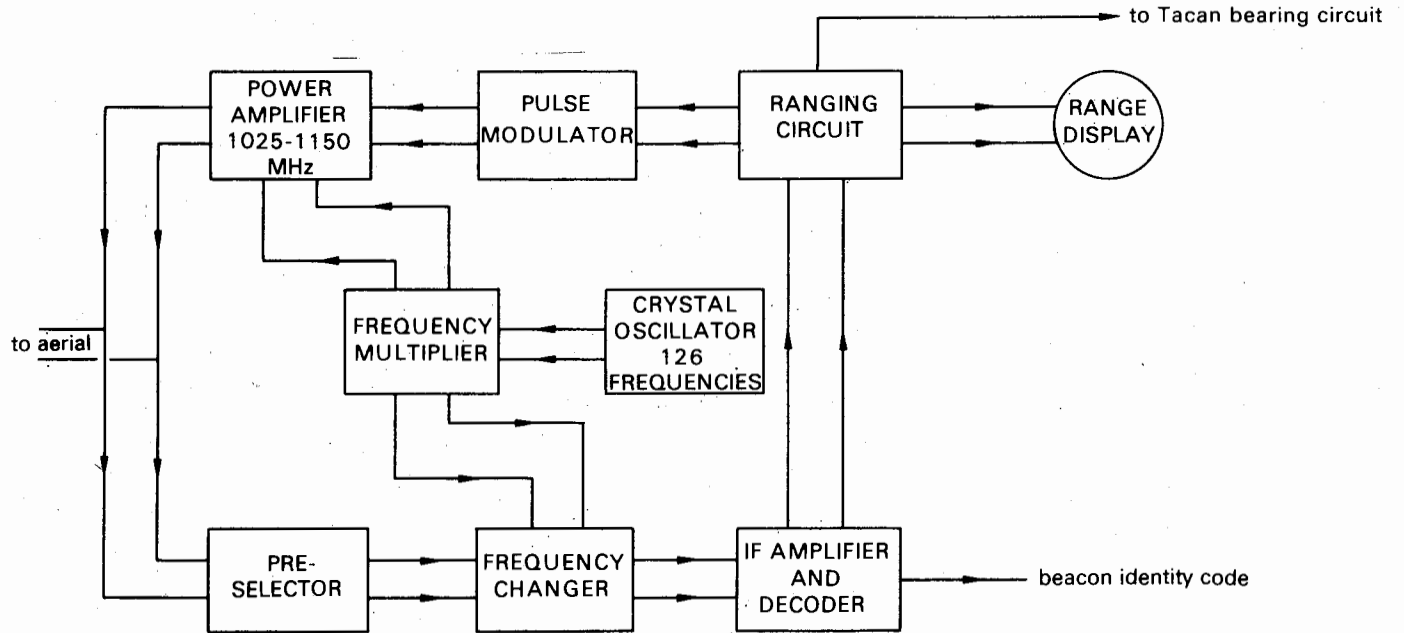 to Tacan bearing circuit
POWER
AMPLIFIER
1025-1150
MHz
PULSE
MODULATOR
RANGING
CIRCUIT
RANGE
DISPLAY
FREQUENCY
MULTIPLIER
CRYSTAL
OSCILLATOR
126
FREQUENCIES
to aerial
PRE-
SELECTOR
FREQUENCY
CHANGER
IF AMPLIFIER
AND
DECODER
beacon identity code